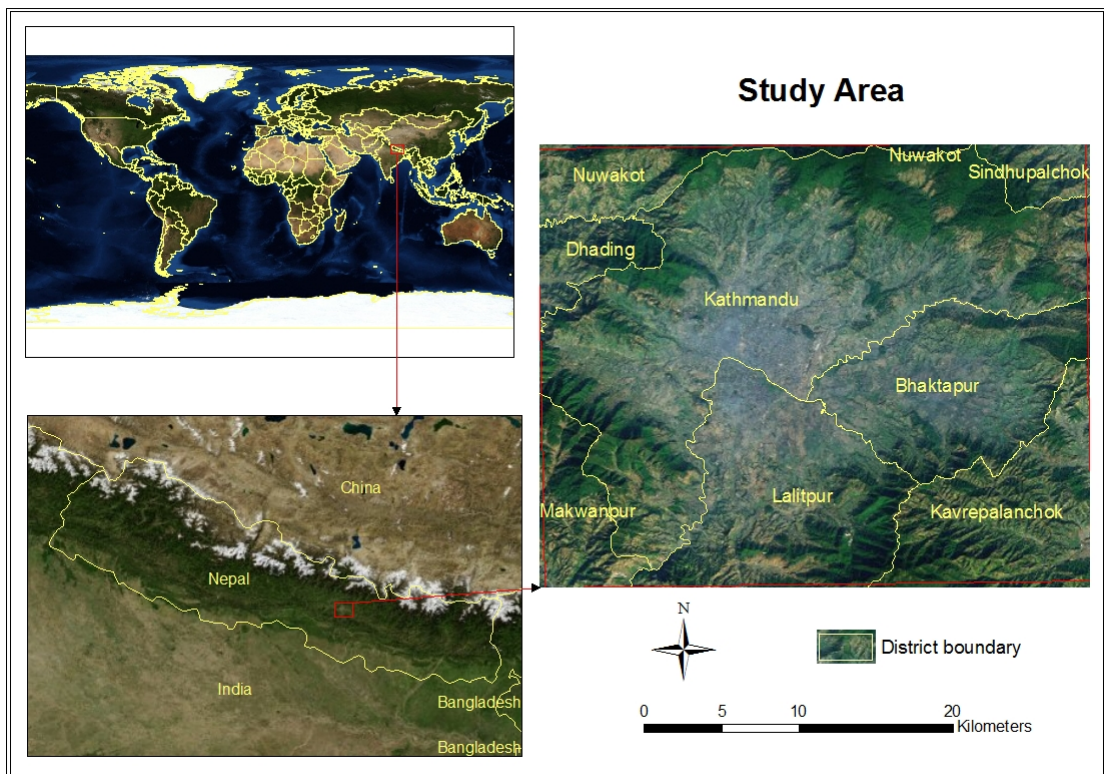 Study Area
Nuwakot
Nuwakot
Sindhupalchok
Dhading
Kathmandu
Bhaktapur
Lalitpur
Makwanpur
Kavrepalanchok
China
Nepal
India
Bangladesh
Bangladesh
N
District boundary
0 5 10 20
Kilometers